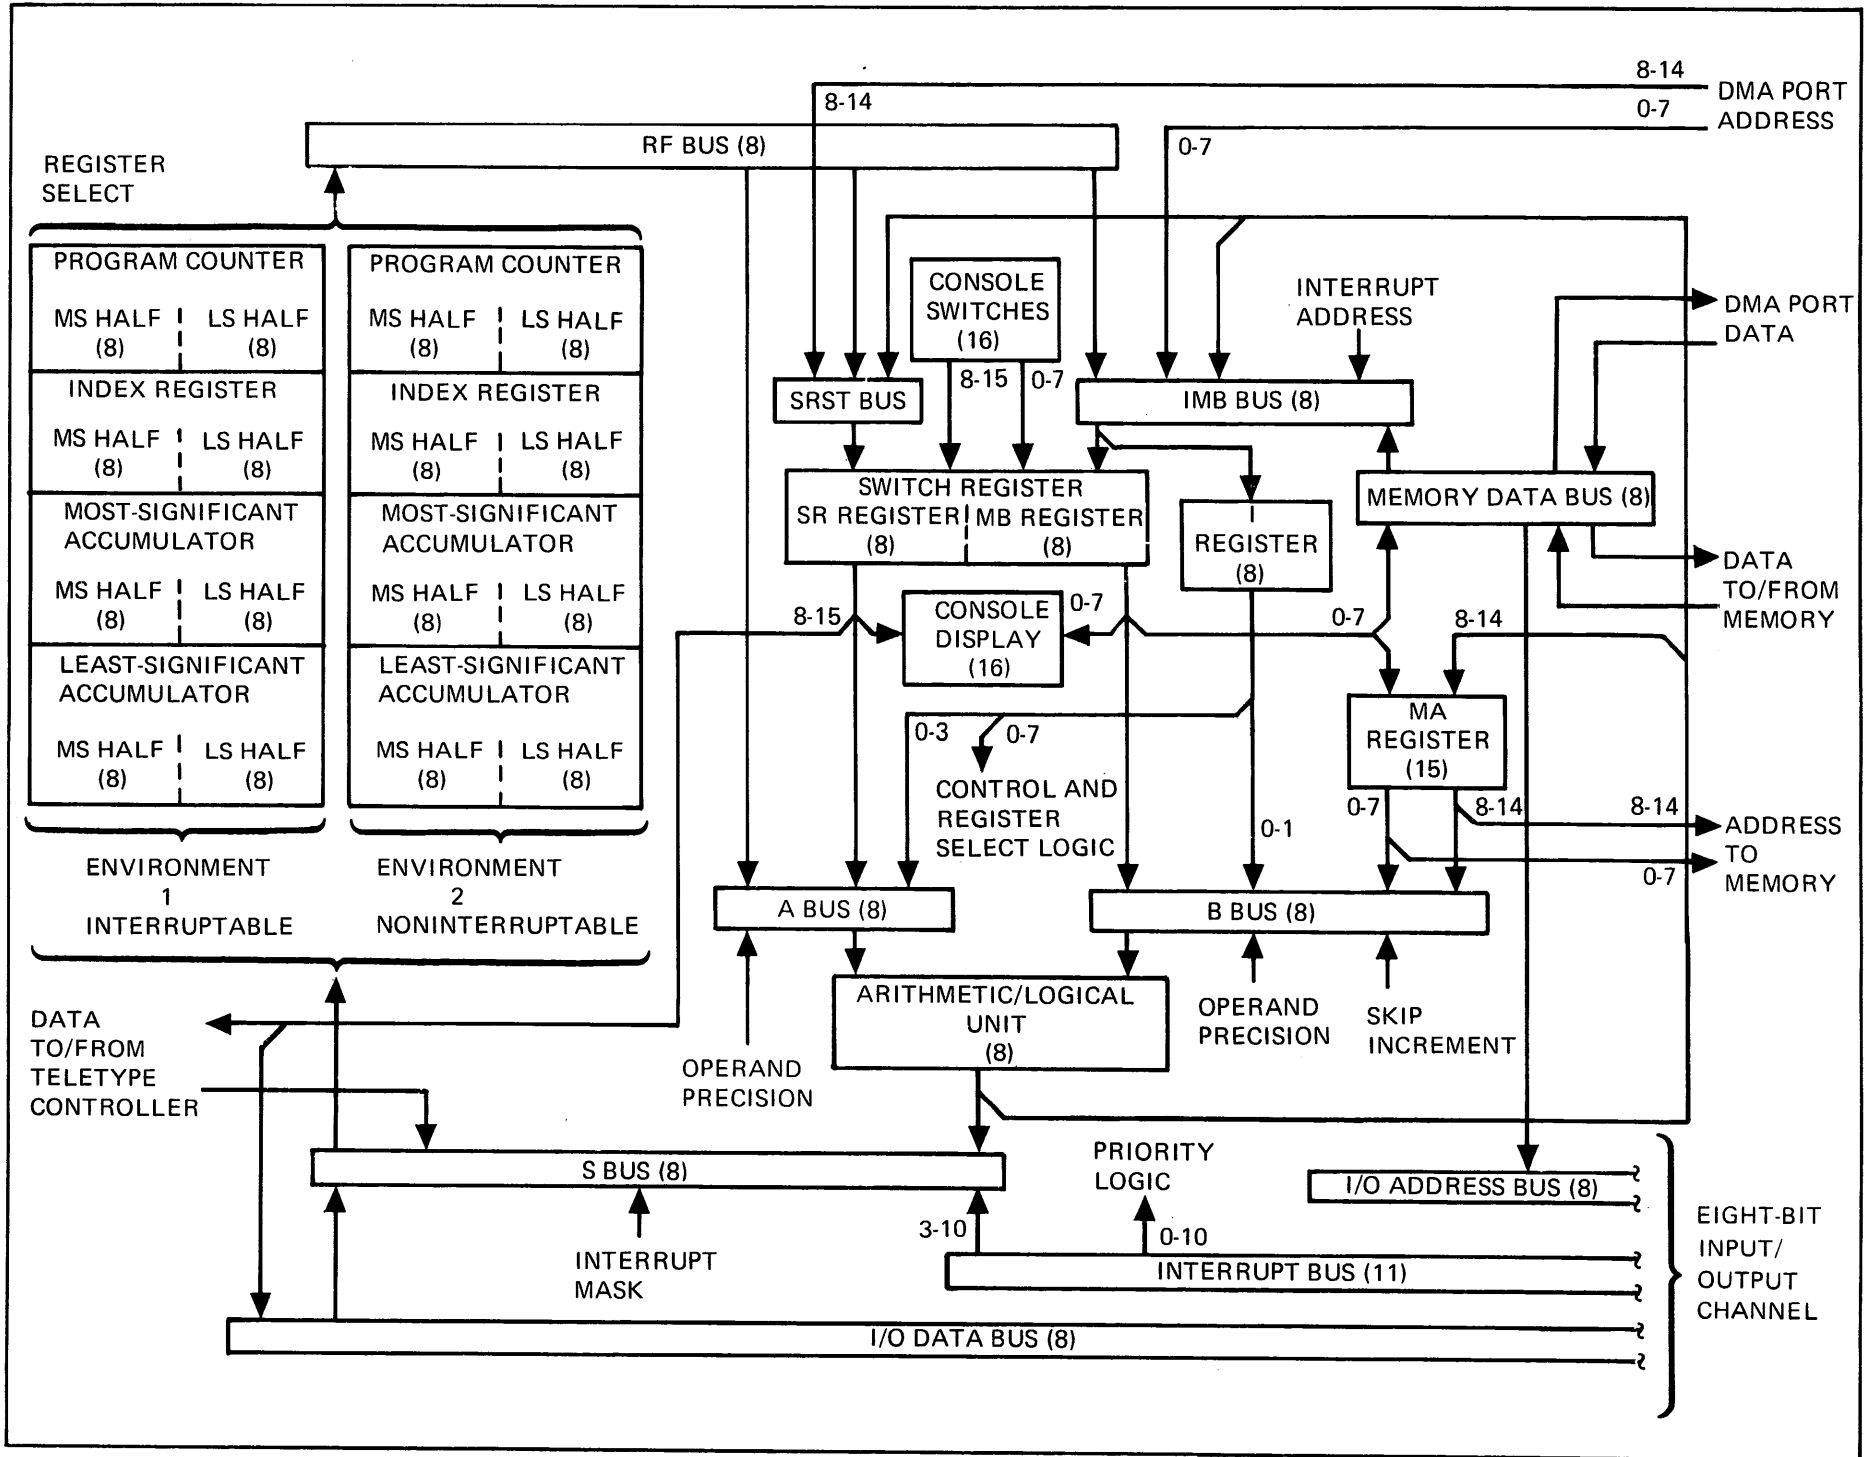 8-14
DMA PORT
ADDRESS
0-7
8-14
0-7
RF BUS (8)
REGISTER
SELECT
PROGRAM COUNTER
MS HALF
(8)
LS HALF
(8)
INDEX REGISTER
MS HALF
(8)
LS HALF
(8)
MOST-SIGNIFICANT
ACCUMULATOR
MS HALF
(8)
LS HALF
(8)
LEAST-SIGNIFICANT
ACCUMULATOR
MS HALF
(8)
LS HALF
(8)
ENVIRONMENT
1
INTERRUPTABLE
PROGRAM COUNTER
MS HALF
(8)
LS HALF
(8)
INDEX REGISTER
MS HALF
(8)
LS HALF
(8)
MOST-SIGNIFICANT
ACCUMULATOR
MS HALF
(8)
LS HALF
(8)
LEAST-SIGNIFICANT
ACCUMULATOR
MS HALF
(8)
LS HALF
(8)
ENVIRONMENT
2
NONINTERRUPTABLE
CONSOLE
SWITCHES
(16)
8-15
0-7
INTERRUPT
ADDRESS
DMA PORT
DATA
SRST BUS
IMB BUS (8)
SWITCH REGISTER
SR REGISTER
(8)
MB REGISTER
(8)
I
REGISTER
(8)
MEMORY DATA BUS (8)
DATA
TO/FROM
MEMORY
8-15
CONSOLE
DISPLAY
(16)
0-7
0-7
8-14
MA
REGISTER
(15)
0-3
0-7
CONTROL AND
REGISTER
SELECT LOGIC
0-1
0-7
8-14
8-14
0-7
ADDRESS
TO
MEMORY
A BUS (8)
B BUS (8)
ARITHMETIC/LOGICAL
UNIT
(8)
OPERAND
PRECISION
OPERAND
PRECISION
SKIP
INCREMENT
DATA
TO/FROM
TELETYPE
CONTROLLER
S BUS (8)
INTERRUPT
MASK
3-10
PRIORITY
LOGIC
0-10
I/O ADDRESS BUS (8)
INTERRUPT BUS (11)
I/O DATA BUS (8)
EIGHT-BIT
INPUT/
OUTPUT
CHANNEL